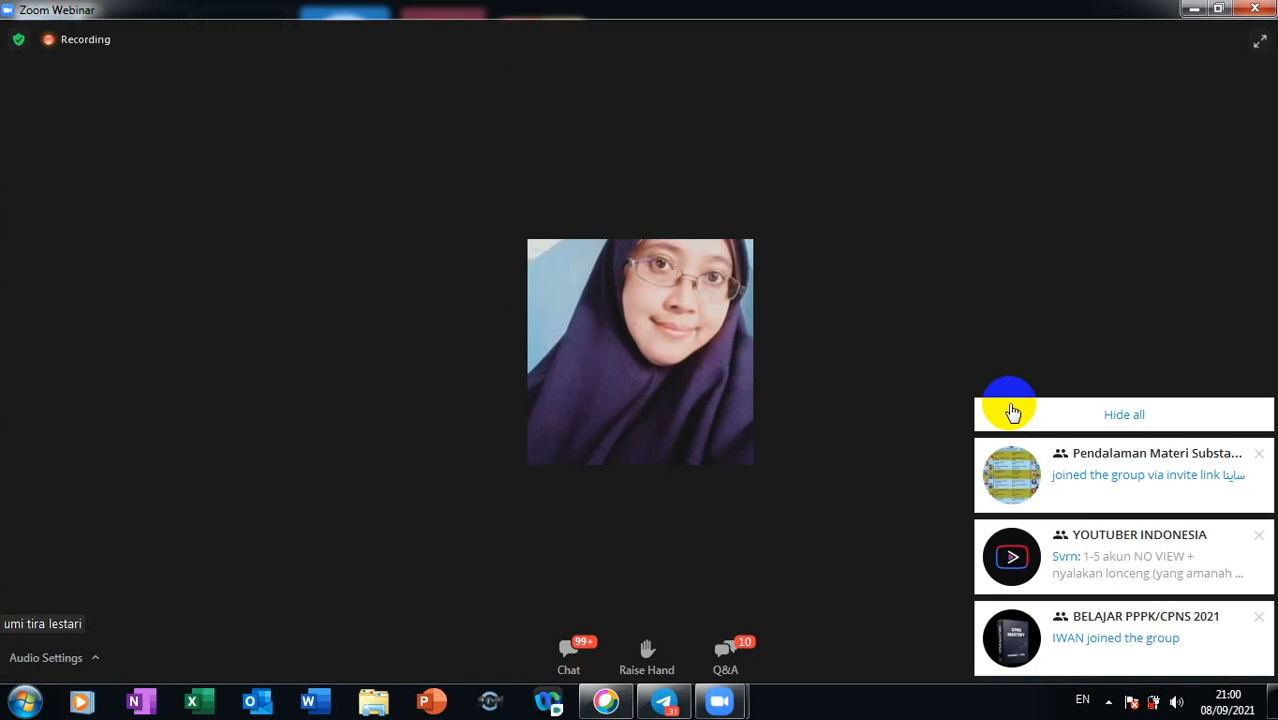 Zoom Webinar
Recording
Hide all
Pendalaman Materi Substa...
joined the group via invite link ساینا
YOUTUBER INDONESIA
Svrn: 1-5 akun NO VIEW +
nyalakan lonceng (yang amanah ...
BELAJAR PPPK/CPNS 2021
IWAN joined the group
umi tira lestari
Audio Settings
99+
Chat
Raise Hand
10
Q&A
31
EN
21:00
08/09/2021